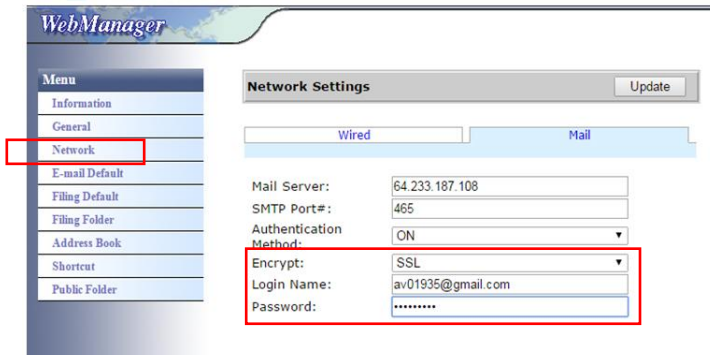 WebManager
Menu
Information
General
Network
E-mail Default
Filing Default
Filing Folder
Address Book
Shortcut
Public Folder
Network Settings
Update
Wired
Mail
Mail Server: 64.233.187.108
SMTP Port#: 465
Authentication
Method: ON
Encrypt: SSL
Login Name: av01935@gmail.com
Password: •••••••••